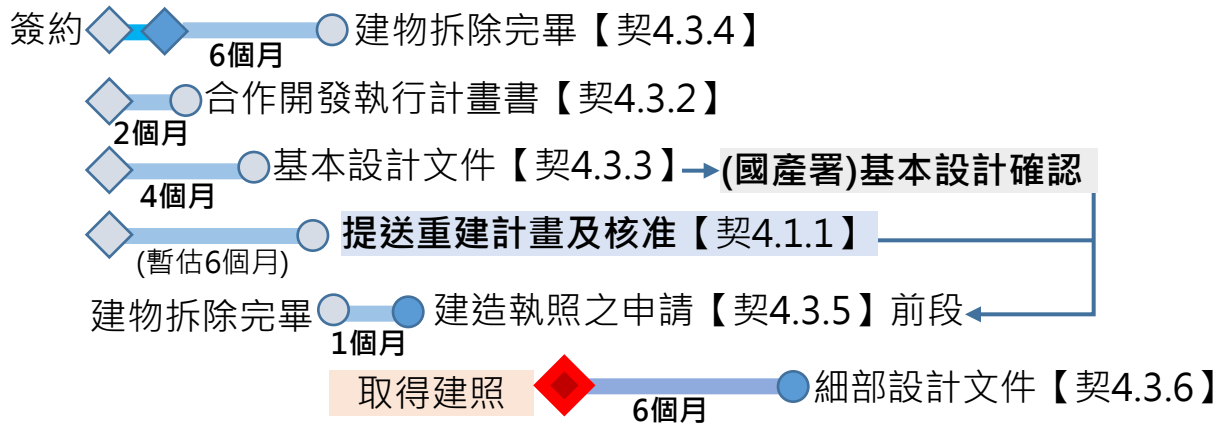 簽約 建物拆除完畢【契4.3.4】
6個月
合作開發執行計畫書【契4.3.2】
2個月
基本設計文件【契4.3.3】 (國產署)基本設計確認
4個月
提送重建計畫及核准【契4.1.1】
(暫估6個月)
建物拆除完畢 建造執照之申請【契4.3.5】前段
1個月
取得建照 細部設計文件【契4.3.6】
6個月